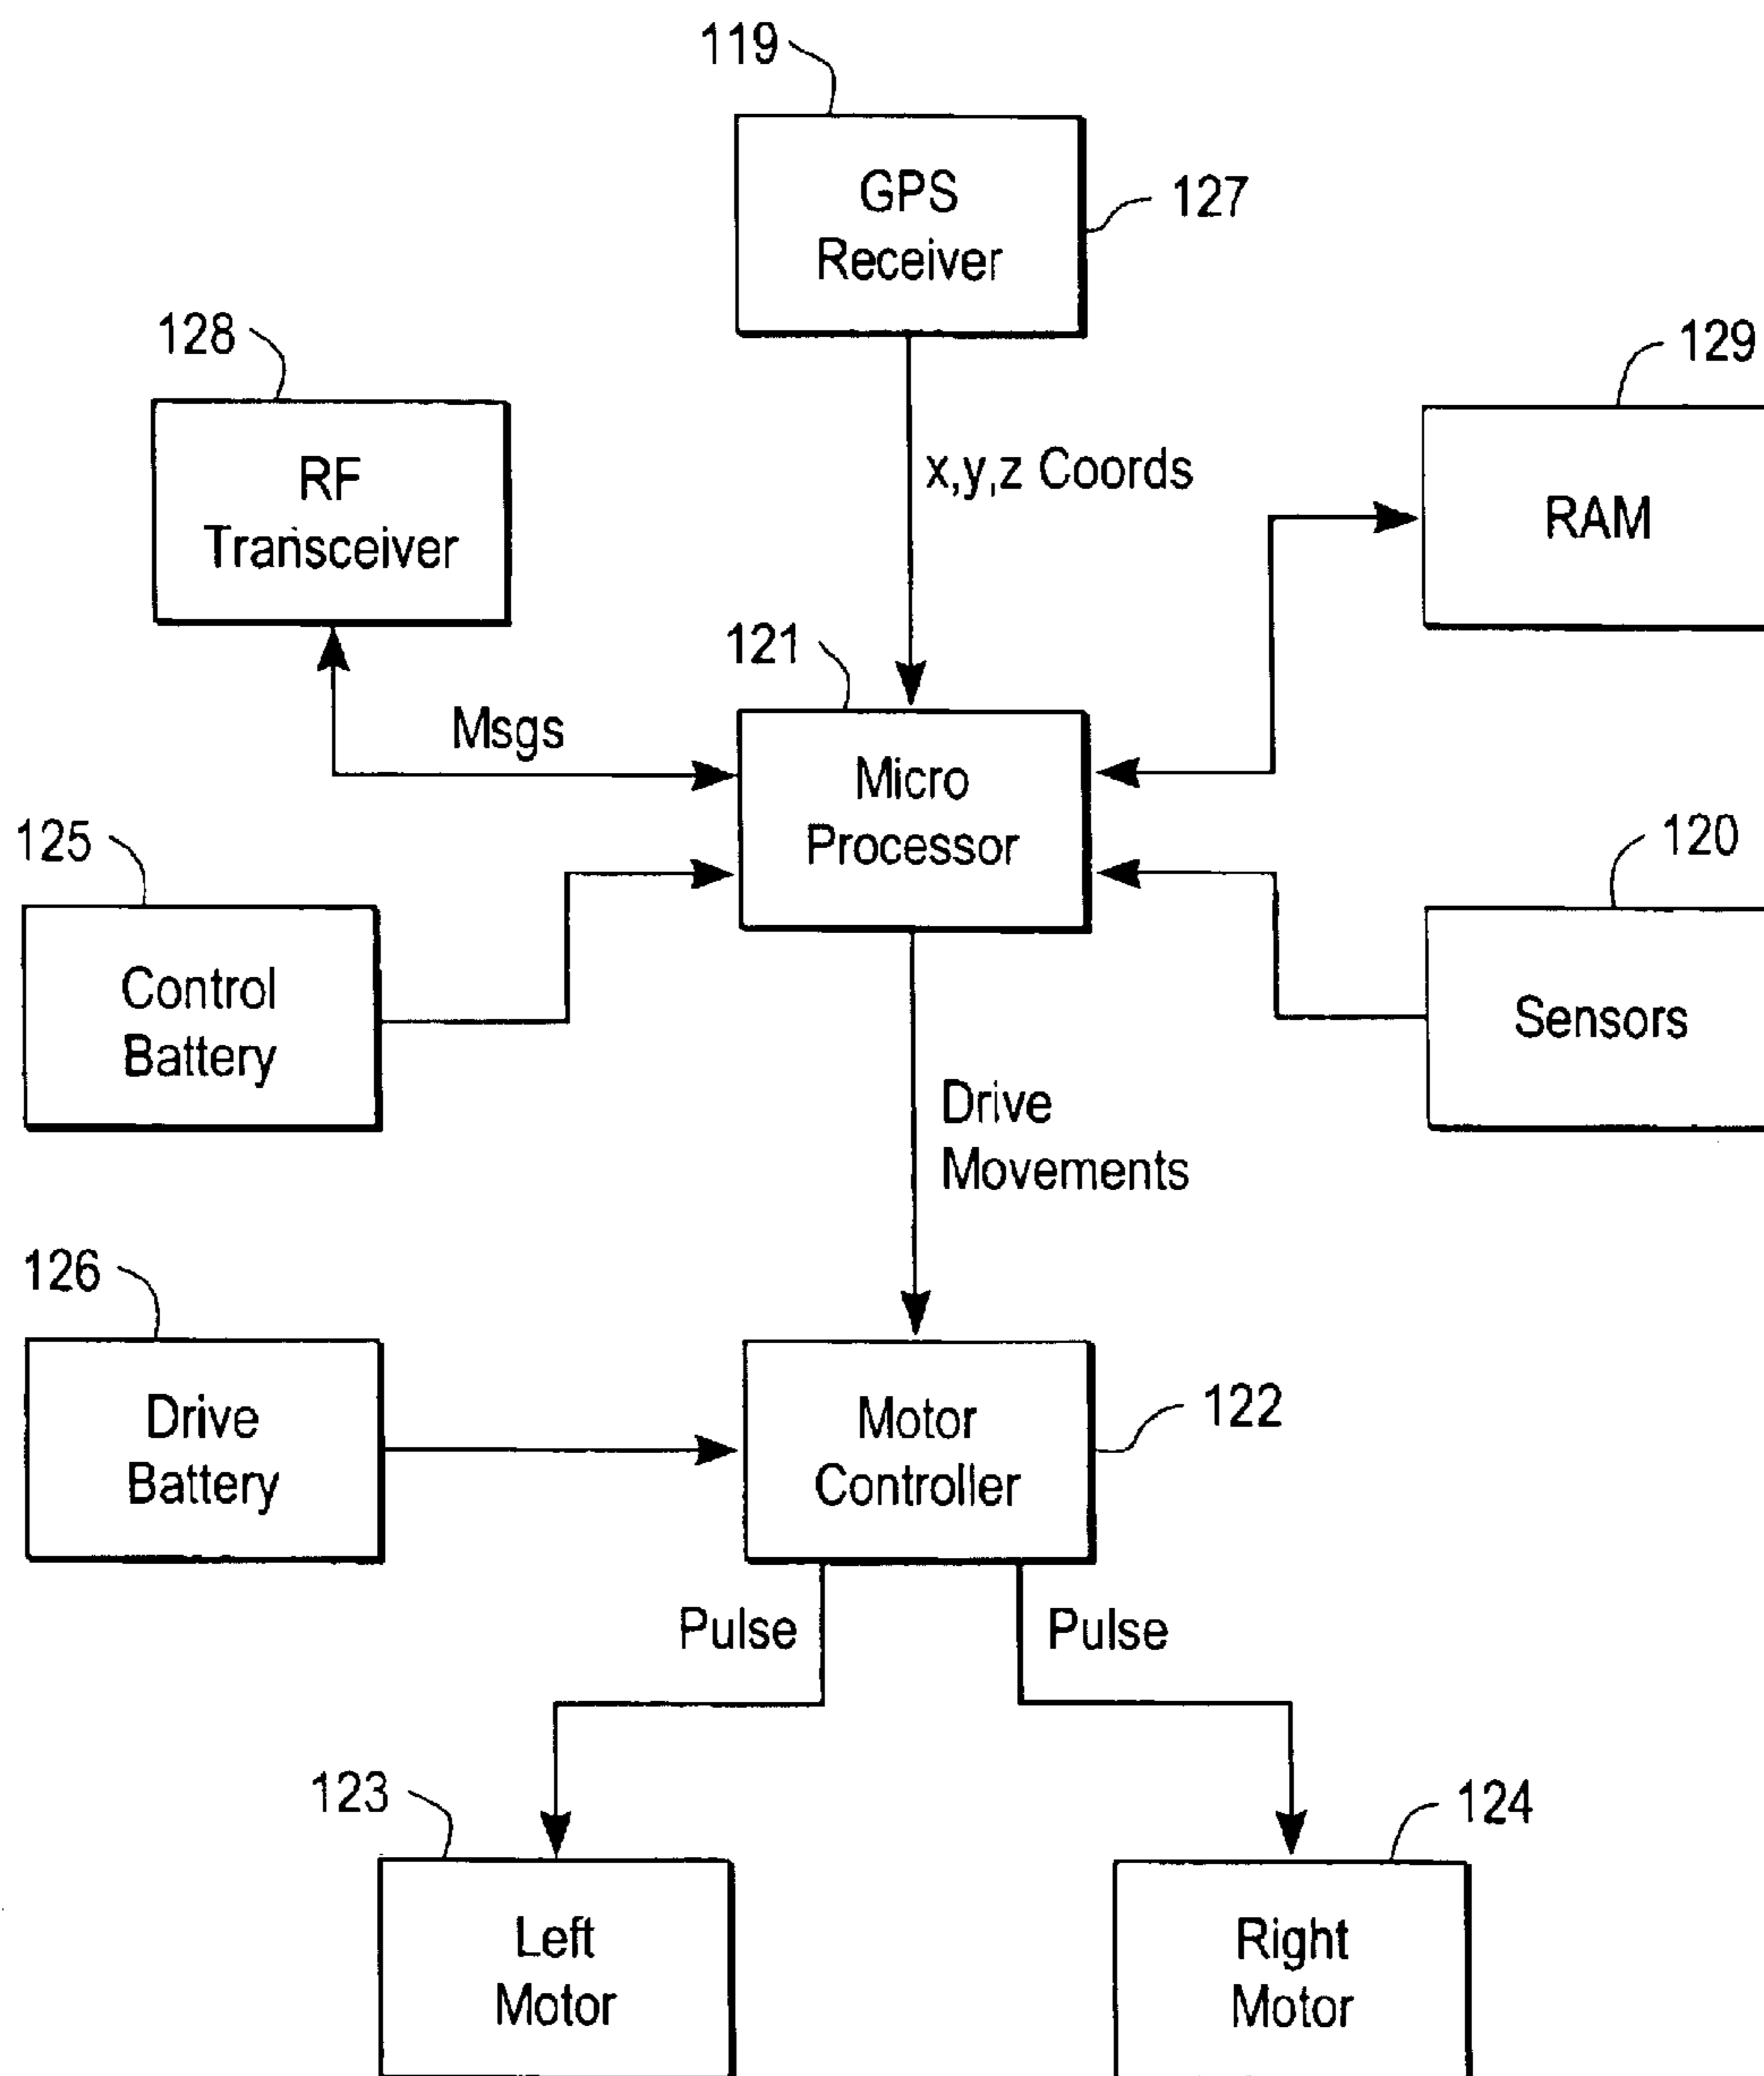 119
GPS
Receiver
127
128
RF
Transceiver
129
RAM
x,y,z Coords
121
Msgs
Micro
Processor
125
Control
Battery
120
Sensors
Drive
Movements
126
Drive
Battery
Motor
Controller
122
Pulse
Pulse
123
Left
Motor
124
Right
Motor